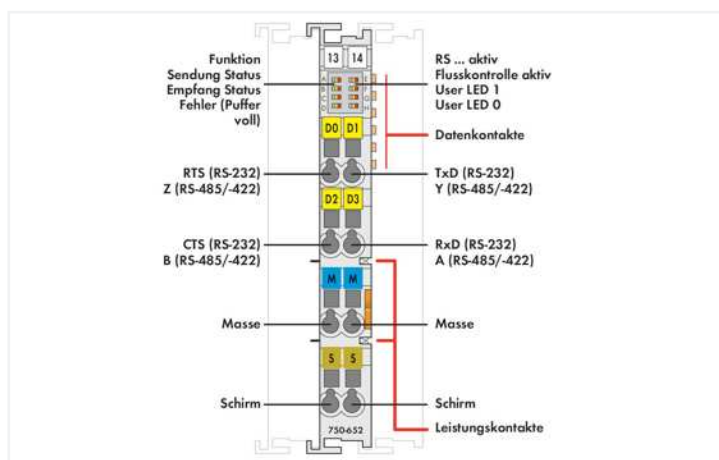 Funktion
Sendung Status
Empfang Status
Fehler (Puffer
voll)
13 14
A
B
C
D
E
F
G
H
RS ... aktiv
Flusskontrolle aktiv
User LED 1
User LED 0
Datenkontakte
D0 D1
RTS (RS-232)
Z (RS-485/-422)
TxD (RS-232)
Y (RS-485/-422)
D2 D3
CTS (RS-232)
B (RS-485/-422)
RxD (RS-232)
A (RS-485/-422)
M M
Masse
Masse
S S
Schirm
Schirm
750-652
Leistungskontakte